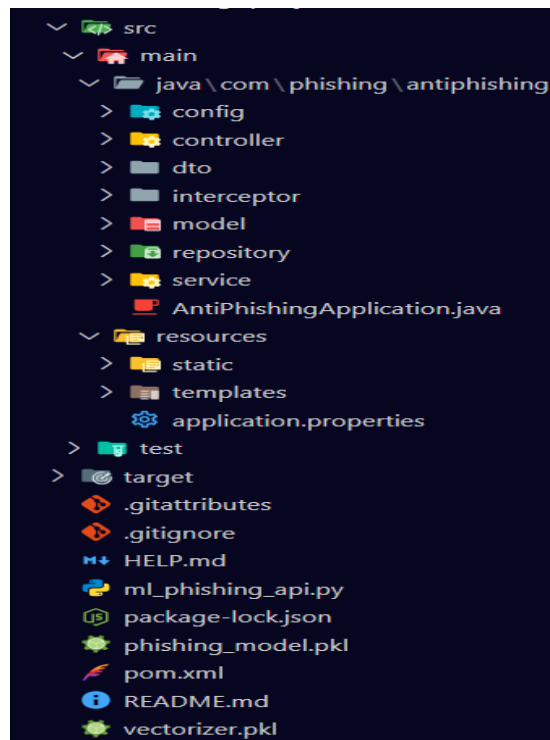 src
main
java\com\phishing\antiphishing
config
controller
dto
interceptor
model
repository
service
AntiPhishingApplication.java
resources
static
templates
application.properties
test
target
.gitattributes
.gitignore
HELP.md
ml_phishing_api.py
package-lock.json
phishing_model.pkl
pom.xml
README.md
vectorizer.pkl